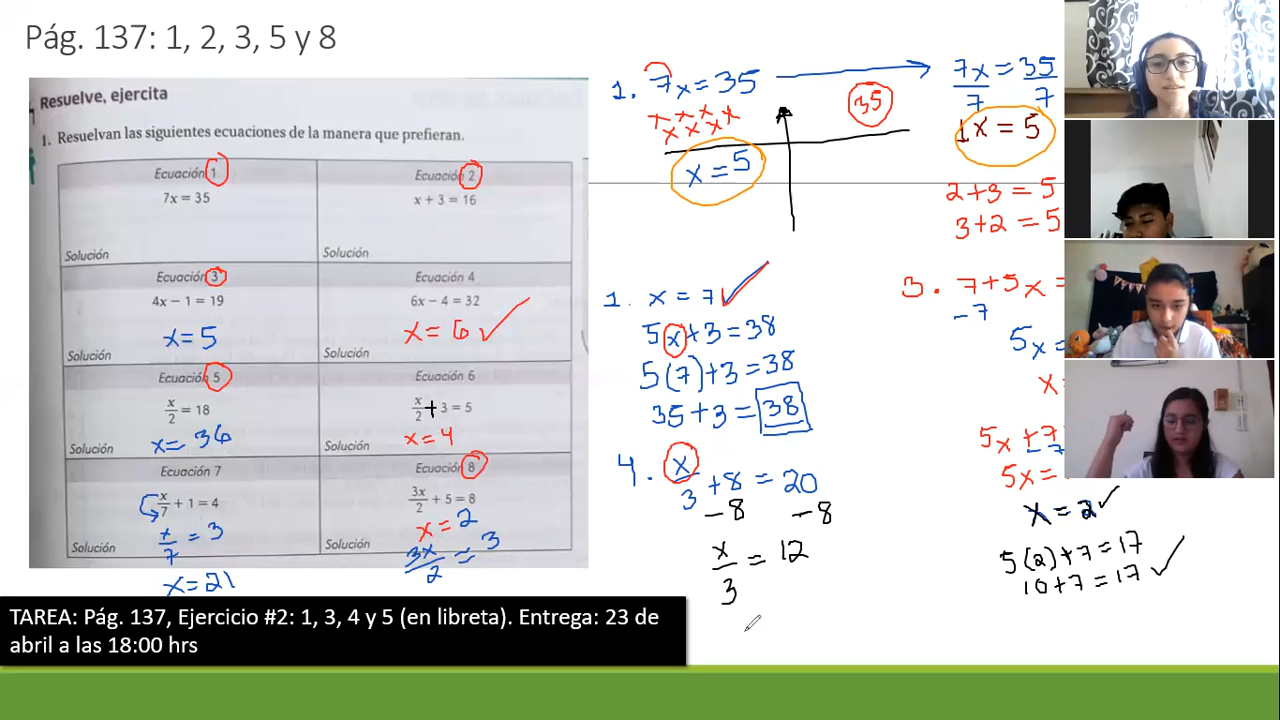 Pág. 137: 1, 2, 3, 5 y 8
Resuelve, ejercita
1. Resuelvan las siguientes ecuaciones de la manera que prefieran.
Ecuación 1
7x = 35
Solución
Ecuación 2
x + 3 = 16
Solución
Ecuación 3
4x − 1 = 19
x = 5
Solución
Ecuación 4
6x − 4 = 32
x = 6
Solución
Ecuación 5
x/2 = 18
x = 36
Solución
Ecuación 6
x/2 + 3 = 5
x = 4
Solución
Ecuación 7
x/7 + 1 = 4
x/7 = 3
Solución
x = 21
Ecuación 8
3x/2 + 5 = 8
x = 2
3x/2 = 3
Solución
1. 7x = 35
x x x x
x x x x
35
x = 5
7x/7 = 35/7
1x = 5
2+3 = 5
3+2 = 5
1. x = 7
5x+3 = 38
5(7)+3 = 38
35+3 = 38
4. x/3 +8 = 20
−8 −8
x/3 = 12
3. 7+5x =
−7
5x =
x
5x +7
−7
5x =
x = 2 ✓
5(2)+7 = 17
10+7 = 17 ✓
TAREA: Pág. 137, Ejercicio #2: 1, 3, 4 y 5 (en libreta). Entrega: 23 de
abril a las 18:00 hrs